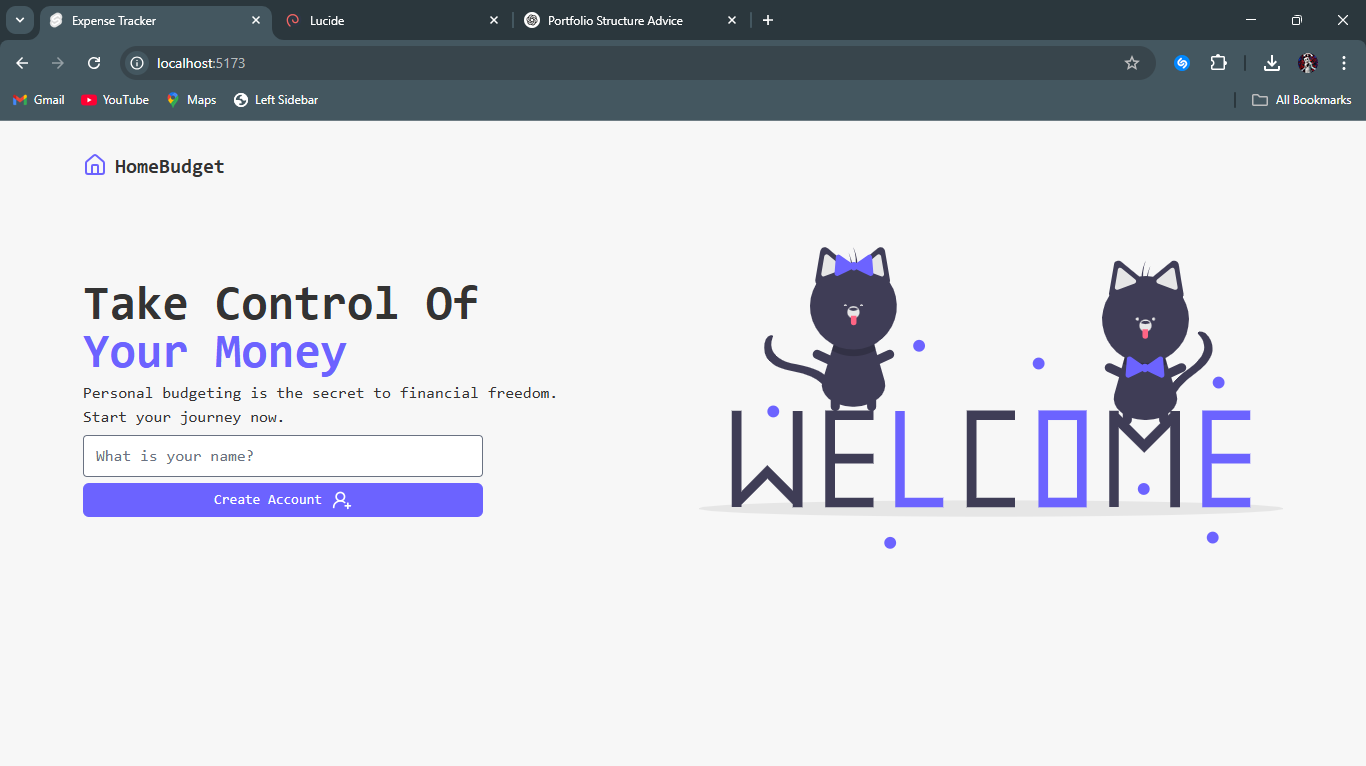 Expense Tracker
Lucide
Portfolio Structure Advice
localhost:5173
Gmail
YouTube
Maps
Left Sidebar
All Bookmarks
HomeBudget
Take Control Of
Your Money
Personal budgeting is the secret to financial freedom.
Start your journey now.
What is your name?
Create Account
WELCOME